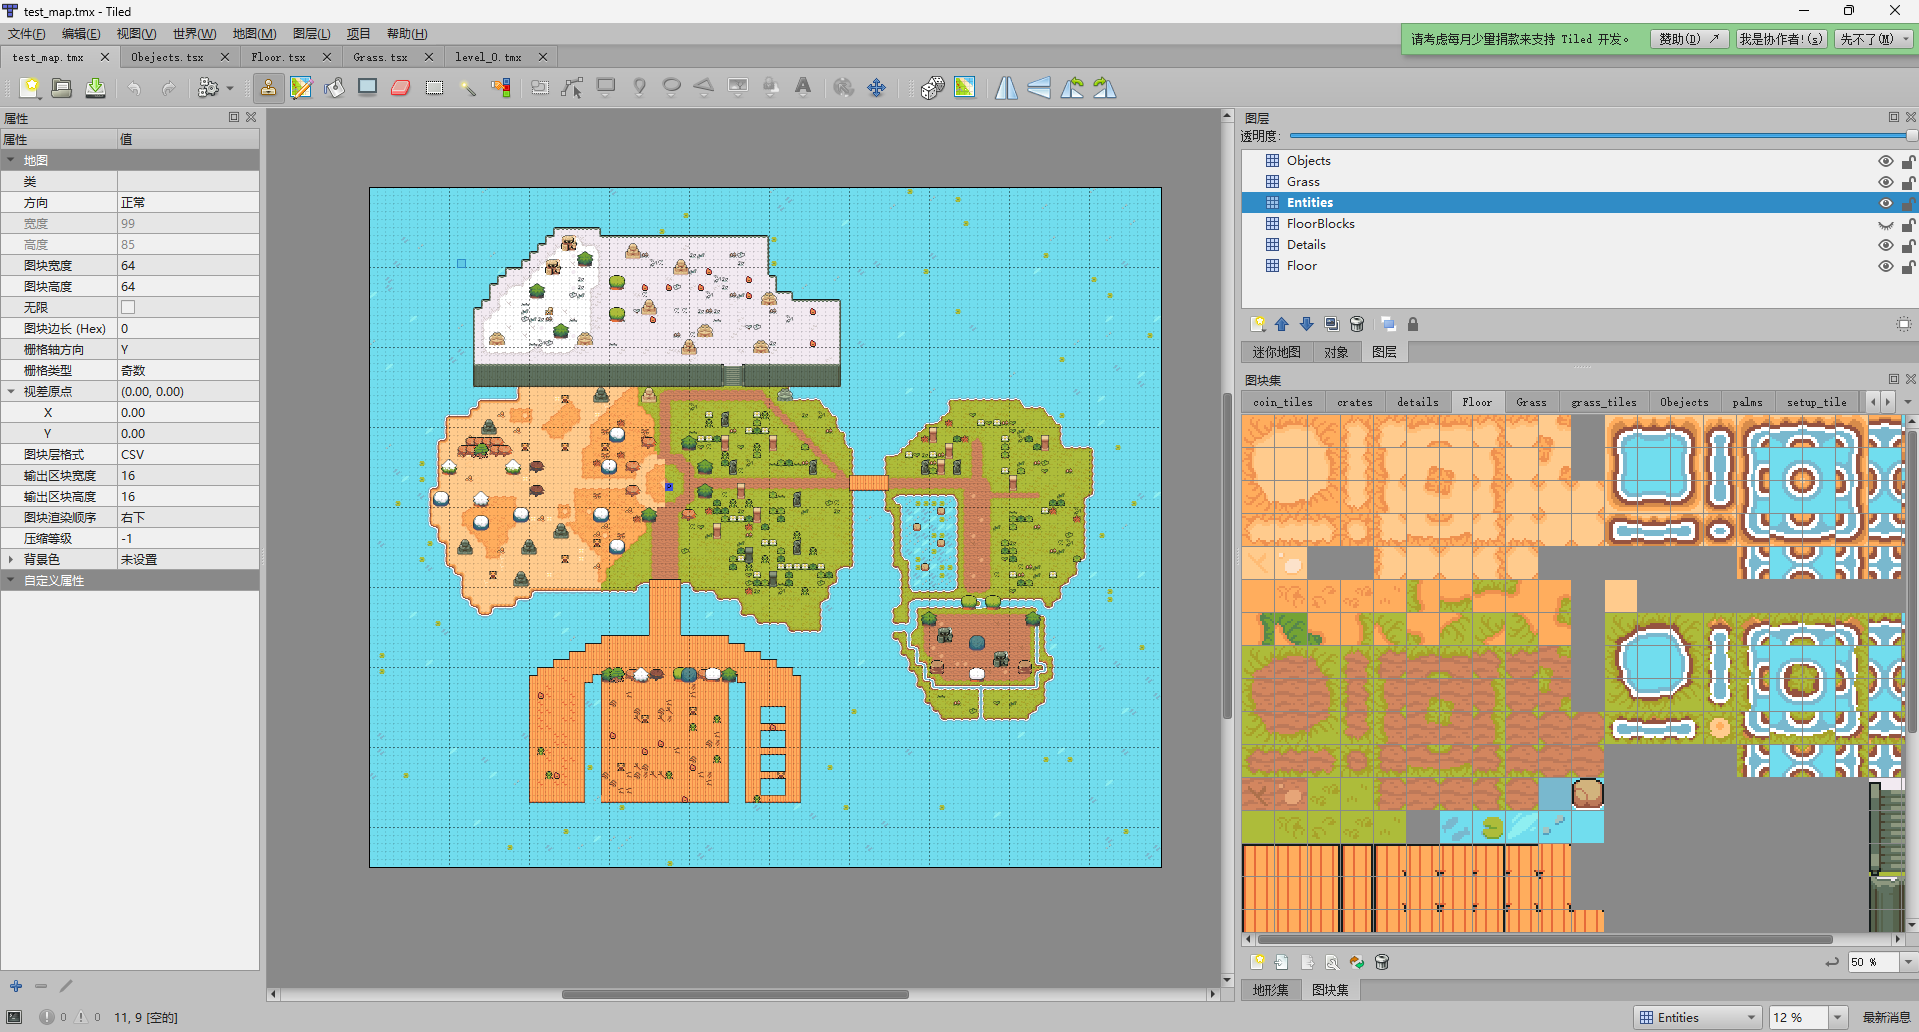 test_map.tmx - Tiled
文件(F) 编辑(E) 视图(V) 世界(W) 地图(M) 图层(L) 项目 帮助(H)
请考虑每月少量捐款来支持 Tiled 开发。 赞助(D) ↗ 我是协作者!(s) 先不了(M)
test_map.tmx Obejects.tsx Floor.tsx Grass.tsx level_0.tmx
属性
属性 值
地图
类
方向 正常
宽度 99
高度 85
图块宽度 64
图块高度 64
无限
图块边长 (Hex) 0
栅格轴方向 Y
栅格类型 奇数
视差原点 (0.00, 0.00)
X 0.00
Y 0.00
图块层格式 CSV
输出区块宽度 16
输出区块高度 16
图块渲染顺序 右下
压缩等级 -1
背景色 未设置
自定义属性
图层
透明度:
Objects
Grass
Entities
FloorBlocks
Details
Floor
迷你地图 对象 图层
图块集
coin_tiles crates details Floor Grass grass_tiles Obejects palms setup_tile
50 %
地形集 图块集
0 0 11, 9 [空的]
Entities 12 % 最新消息